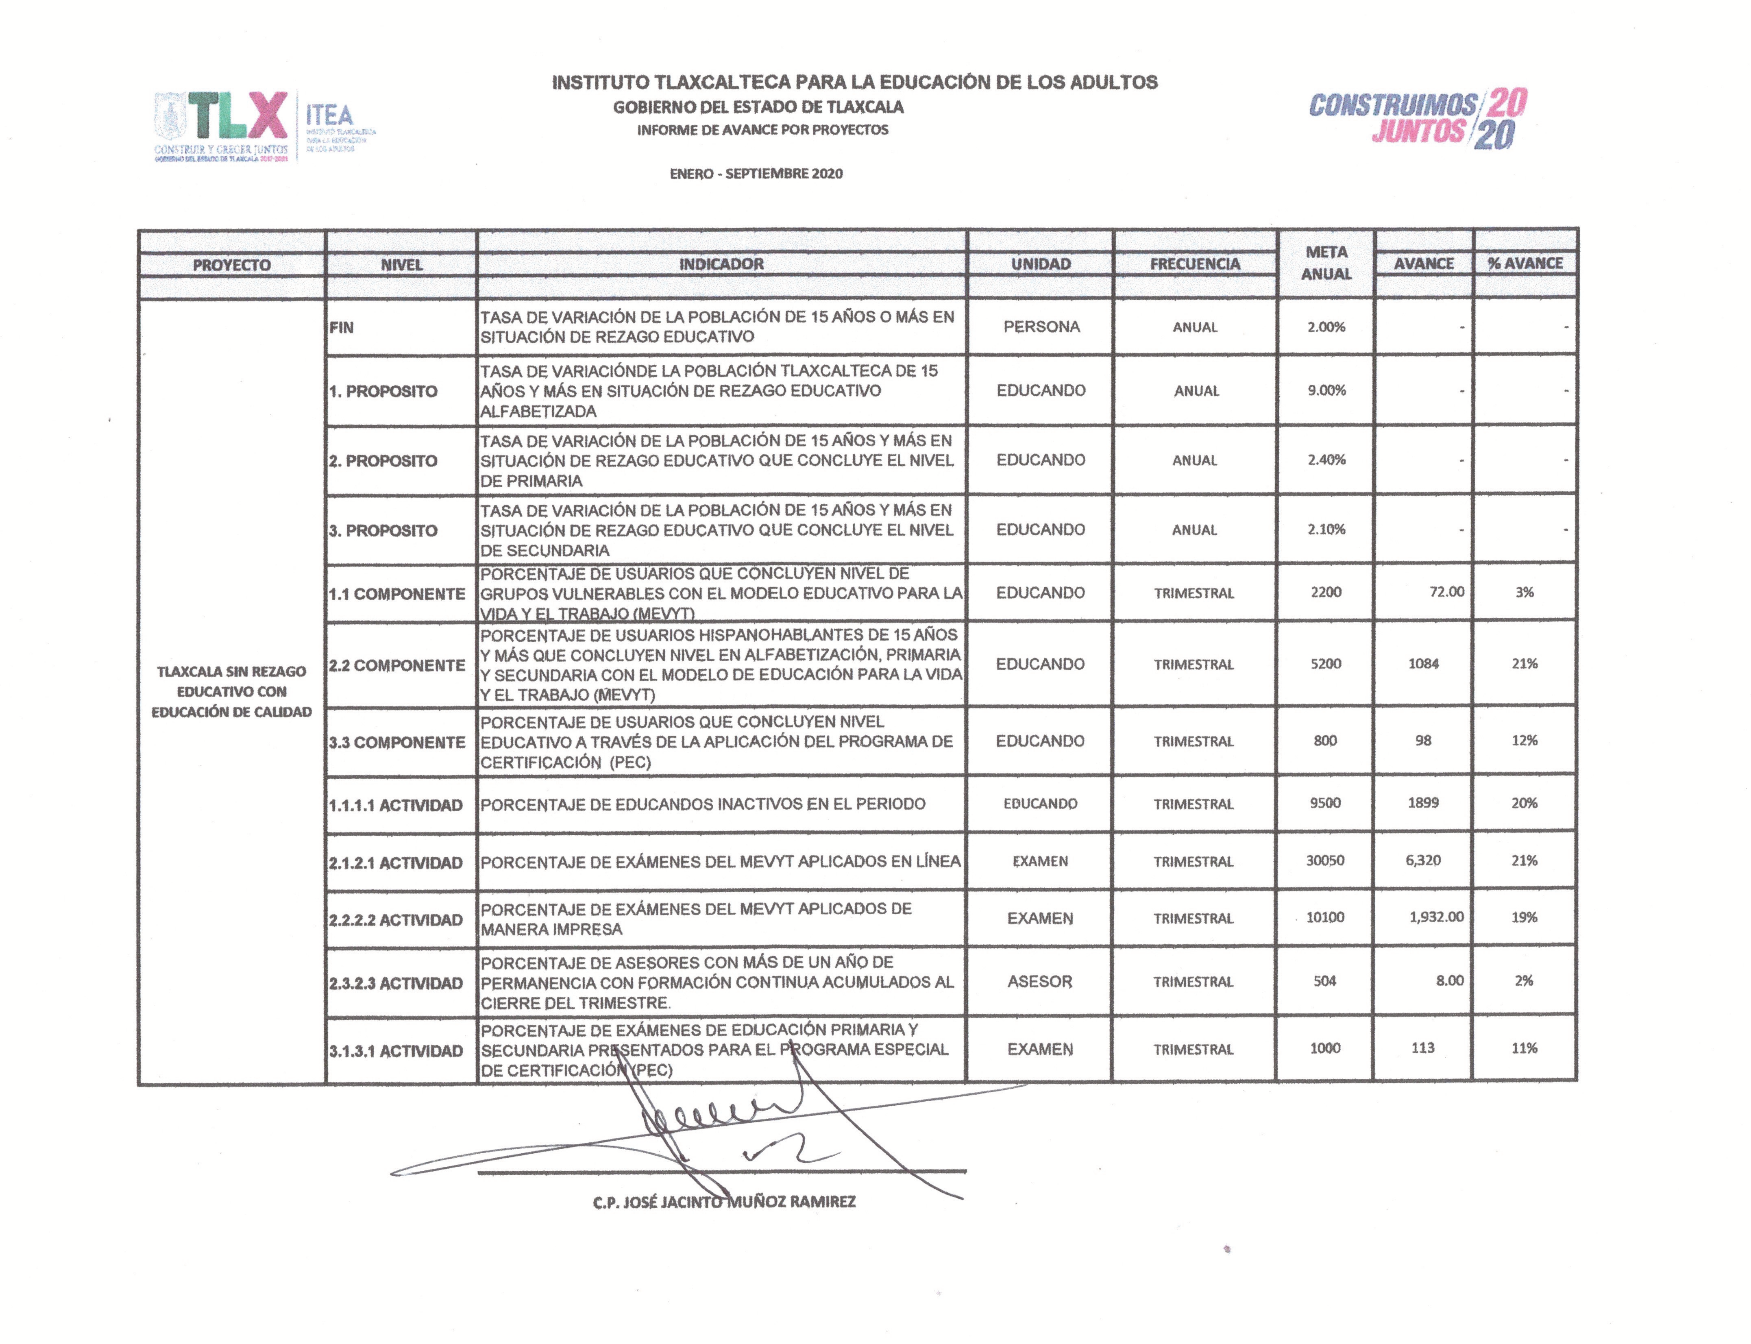 INSTITUTO TLAXCALTECA PARA LA EDUCACIÓN DE LOS ADULTOS
GOBIERNO DEL ESTADO DE TLAXCALA
INFORME DE AVANCE POR PROYECTOS
ENERO - SEPTIEMBRE 2020
TLX
CONSTRUIR Y CRECER JUNTOS
GOBIERNO DEL ESTADO DE TLAXCALA 2017-2021
ITEA
INSTITUTO TLAXCALTECA
PARA LA EDUCACIÓN
DE LOS ADULTOS
CONSTRUIMOS 20
JUNTOS 20
PROYECTO NIVEL INDICADOR UNIDAD FRECUENCIA META ANUAL AVANCE % AVANCE
TLAXCALA SIN REZAGO
EDUCATIVO CON
EDUCACIÓN DE CALIDAD
FIN
TASA DE VARIACIÓN DE LA POBLACIÓN DE 15 AÑOS O MÁS EN
SITUACIÓN DE REZAGO EDUCATIVO
PERSONA ANUAL 2.00% - -
1. PROPOSITO
TASA DE VARIACIÓNDE LA POBLACIÓN TLAXCALTECA DE 15
AÑOS Y MÁS EN SITUACIÓN DE REZAGO EDUCATIVO
ALFABETIZADA
EDUCANDO ANUAL 9.00% - -
2. PROPOSITO
TASA DE VARIACIÓN DE LA POBLACIÓN DE 15 AÑOS Y MÁS EN
SITUACIÓN DE REZAGO EDUCATIVO QUE CONCLUYE EL NIVEL
DE PRIMARIA
EDUCANDO ANUAL 2.40% - -
3. PROPOSITO
TASA DE VARIACIÓN DE LA POBLACIÓN DE 15 AÑOS Y MÁS EN
SITUACIÓN DE REZAGO EDUCATIVO QUE CONCLUYE EL NIVEL
DE SECUNDARIA
EDUCANDO ANUAL 2.10% - -
1.1 COMPONENTE
PORCENTAJE DE USUARIOS QUE CONCLUYEN NIVEL DE
GRUPOS VULNERABLES CON EL MODELO EDUCATIVO PARA LA
VIDA Y EL TRABAJO (MEVYT)
EDUCANDO TRIMESTRAL 2200 72.00 3%
2.2 COMPONENTE
PORCENTAJE DE USUARIOS HISPANOHABLANTES DE 15 AÑOS
Y MÁS QUE CONCLUYEN NIVEL EN ALFABETIZACIÓN, PRIMARIA
Y SECUNDARIA CON EL MODELO DE EDUCACIÓN PARA LA VIDA
Y EL TRABAJO (MEVYT)
EDUCANDO TRIMESTRAL 5200 1084 21%
3.3 COMPONENTE
PORCENTAJE DE USUARIOS QUE CONCLUYEN NIVEL
EDUCATIVO A TRAVÉS DE LA APLICACIÓN DEL PROGRAMA DE
CERTIFICACIÓN (PEC)
EDUCANDO TRIMESTRAL 800 98 12%
1.1.1.1 ACTIVIDAD
PORCENTAJE DE EDUCANDOS INACTIVOS EN EL PERIODO
EDUCANDO TRIMESTRAL 9500 1899 20%
2.1.2.1 ACTIVIDAD
PORCENTAJE DE EXÁMENES DEL MEVYT APLICADOS EN LÍNEA
EXAMEN TRIMESTRAL 30050 6,320 21%
2.2.2.2 ACTIVIDAD
PORCENTAJE DE EXÁMENES DEL MEVYT APLICADOS DE
MANERA IMPRESA
EXAMEN TRIMESTRAL 10100 1,932.00 19%
2.3.2.3 ACTIVIDAD
PORCENTAJE DE ASESORES CON MÁS DE UN AÑO DE
PERMANENCIA CON FORMACIÓN CONTINUA ACUMULADOS AL
CIERRE DEL TRIMESTRE.
ASESOR TRIMESTRAL 504 8.00 2%
3.1.3.1 ACTIVIDAD
PORCENTAJE DE EXÁMENES DE EDUCACIÓN PRIMARIA Y
SECUNDARIA PRESENTADOS PARA EL PROGRAMA ESPECIAL
DE CERTIFICACIÓN (PEC)
EXAMEN TRIMESTRAL 1000 113 11%
C.P. JOSÉ JACINTO MUÑOZ RAMIREZ